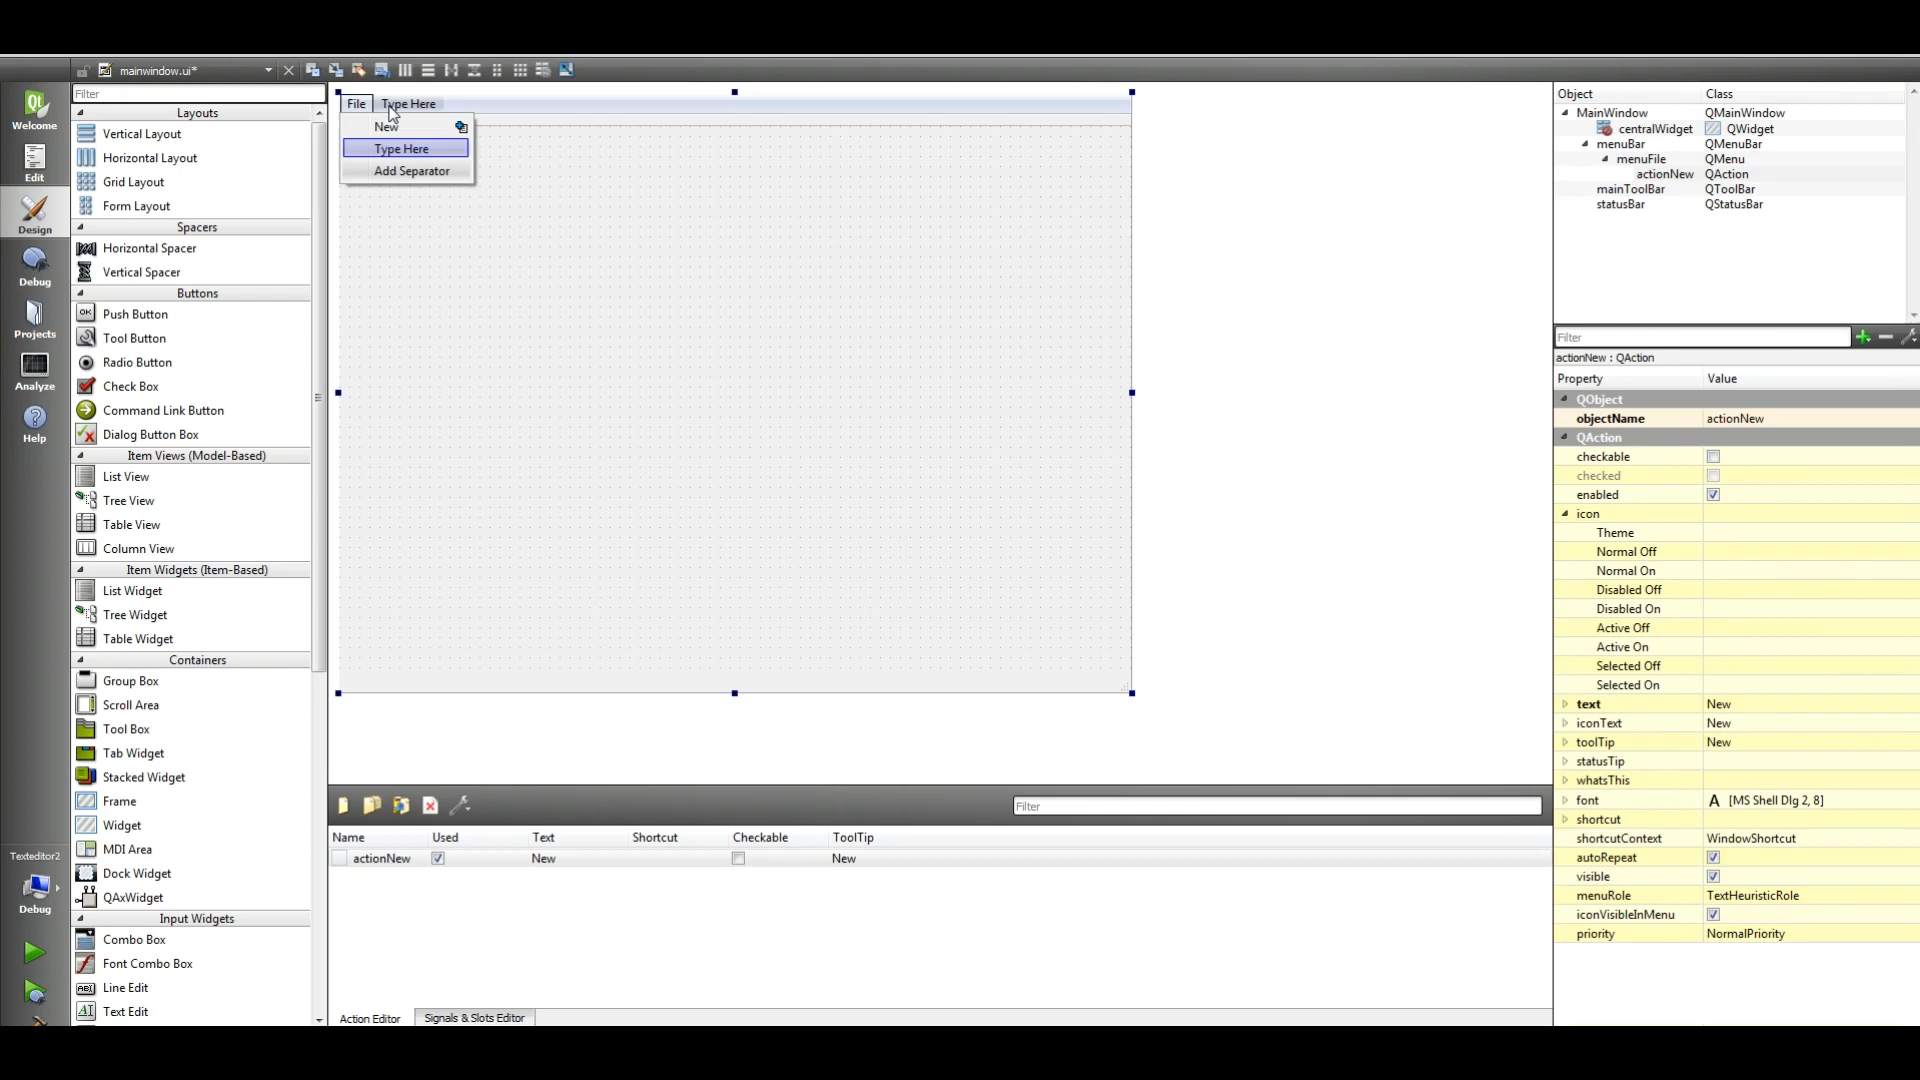 mainwindow.ui*
Welcome
Edit
Design
Debug
Projects
Analyze
Help
Texteditor2
Debug
Filter
Layouts
Vertical Layout
Horizontal Layout
Grid Layout
Form Layout
Spacers
Horizontal Spacer
Vertical Spacer
Buttons
Push Button
Tool Button
Radio Button
Check Box
Command Link Button
Dialog Button Box
Item Views (Model-Based)
List View
Tree View
Table View
Column View
Item Widgets (Item-Based)
List Widget
Tree Widget
Table Widget
Containers
Group Box
Scroll Area
Tool Box
Tab Widget
Stacked Widget
Frame
Widget
MDI Area
Dock Widget
QAxWidget
Input Widgets
Combo Box
Font Combo Box
Line Edit
Text Edit
File Type Here
New
Type Here
Add Separator
Filter
Name Used Text Shortcut Checkable ToolTip
actionNew New New
Action Editor Signals & Slots Editor
Object Class
MainWindow QMainWindow
centralWidget QWidget
menuBar QMenuBar
menuFile QMenu
actionNew QAction
mainToolBar QToolBar
statusBar QStatusBar
Filter
actionNew : QAction
Property Value
QObject
objectName actionNew
QAction
checkable
checked
enabled
icon
Theme
Normal Off
Normal On
Disabled Off
Disabled On
Active Off
Active On
Selected Off
Selected On
text New
iconText New
toolTip New
statusTip
whatsThis
font A [MS Shell Dlg 2, 8]
shortcut
shortcutContext WindowShortcut
autoRepeat
visible
menuRole TextHeuristicRole
iconVisibleInMenu
priority NormalPriority